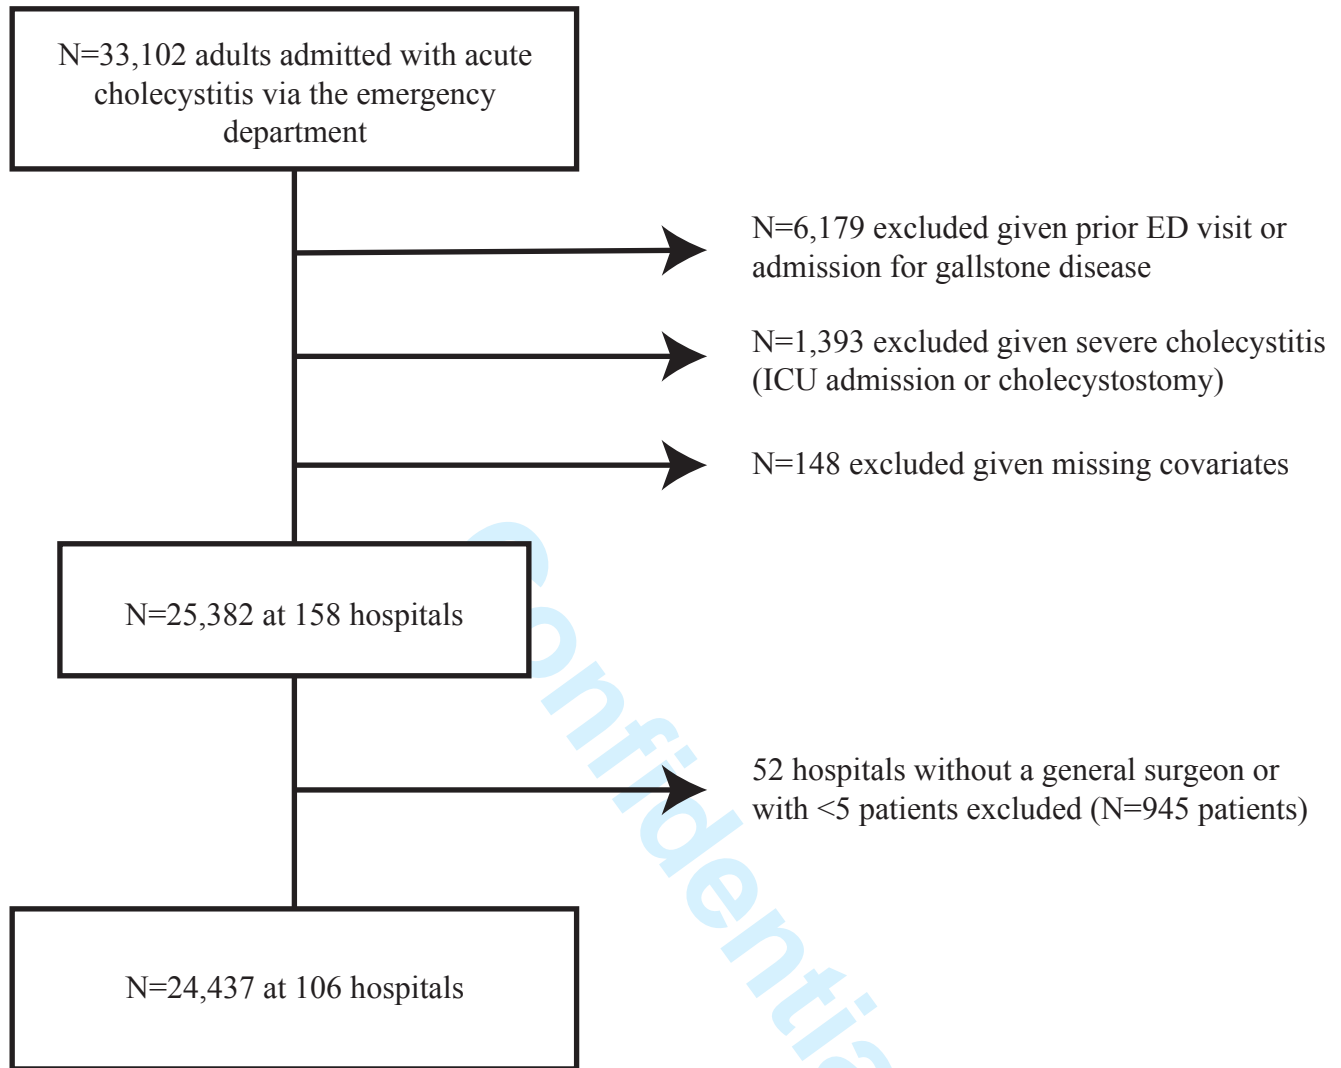 N=33,102 adults admitted with acute
cholecystitis via the emergency
department
N=6,179 excluded given prior ED visit or
admission for gallstone disease
N=1,393 excluded given severe cholecystitis
(ICU admission or cholecystostomy)
N=148 excluded given missing covariates
N=25,382 at 158 hospitals
52 hospitals without a general surgeon or
with <5 patients excluded (N=945 patients)
N=24,437 at 106 hospitals
Confidentia